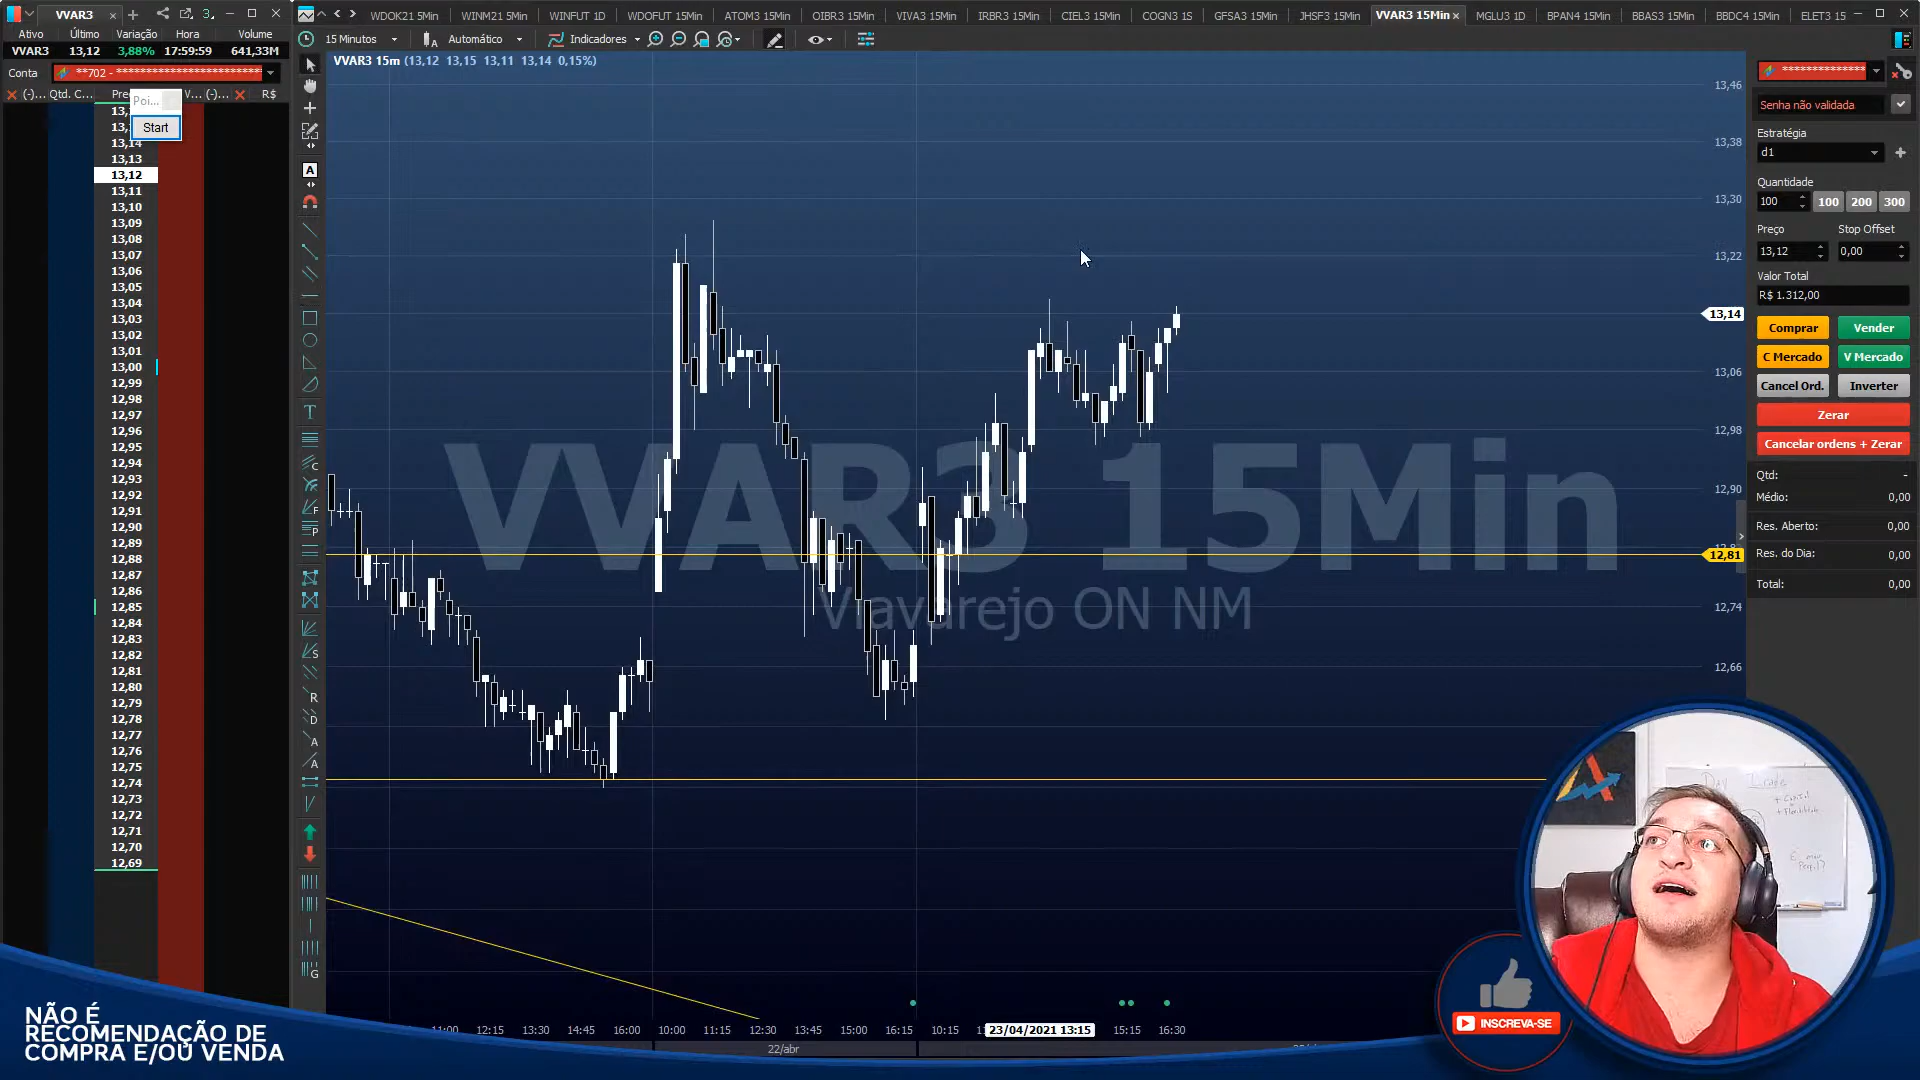 VVAR3
3.
WDOK21 5Min
WINM21 5Min
WINFUT 1D
WDOFUT 15Min
ATOM3 15Min
OIBR3 15Min
VIVA3 15Min
IRBR3 15Min
CIEL3 15Min
COGN3 1S
GFSA3 15Min
JHSF3 15Min
VVAR3 15Min
MGLU3 1D
BPAN4 15Min
BBAS3 15Min
BBDC4 15Min
ELET3 15
Ativo Último Variação Hora Volume
VVAR3 13,12 3,88% 17:59:59 641,33M
15 Minutos
Automático
Indicadores
Conta **702 - **************************
VVAR3 15m (13,12 13,15 13,11 13,14 0,15%)
(-)... Qtd. C... Pre V... (-)... R$
Poi...
Start
13,14
13,13
13,12
13,11
13,10
13,09
13,08
13,07
13,06
13,05
13,04
13,03
13,02
13,01
13,00
12,99
12,98
12,97
12,96
12,95
12,94
12,93
12,92
12,91
12,90
12,89
12,88
12,87
12,86
12,85
12,84
12,83
12,82
12,81
12,80
12,79
12,78
12,77
12,76
12,75
12,74
12,73
12,72
12,71
12,70
12,69
VVAR3 15Min
Viavarejo ON NM
13,46
13,38
13,30
13,22
13,14
13,06
12,98
12,90
12,81
12,74
12,66
12:15 13:30 14:45 16:00 10:00 11:15 12:30 13:45 15:00 16:15 10:15 23/04/2021 13:15 15:15 16:30
22/abr
***************
Senha não validada
Estratégia
d1
Quantidade
100 100 200 300
Preço Stop Offset
13,12 0,00
Valor Total
R$ 1.312,00
Comprar Vender
C Mercado V Mercado
Cancel Ord. Inverter
Zerar
Cancelar ordens + Zerar
Qtd: -
Médio: 0,00
Res. Aberto: 0,00
Res. do Dia: 0,00
Total: 0,00
NÃO É
RECOMENDAÇÃO DE
COMPRA E/OU VENDA
INSCREVA-SE